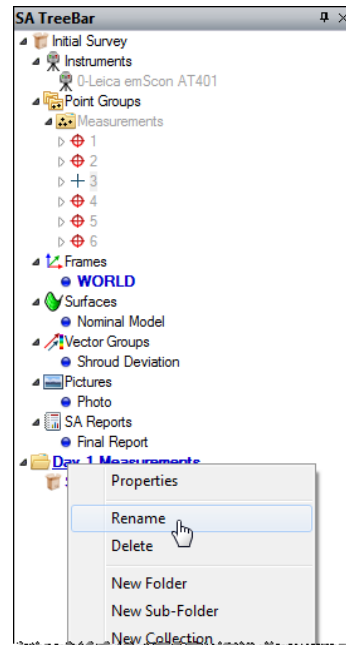 SA TreeBar
Initial Survey
Instruments
0-Leica emScon AT401
Point Groups
Measurements
1
2
3
4
5
6
Frames
WORLD
Surfaces
Nominal Model
Vector Groups
Shroud Deviation
Pictures
Photo
SA Reports
Final Report
Day 1 Measurements
Properties
Rename
Delete
New Folder
New Sub-Folder
New Collection